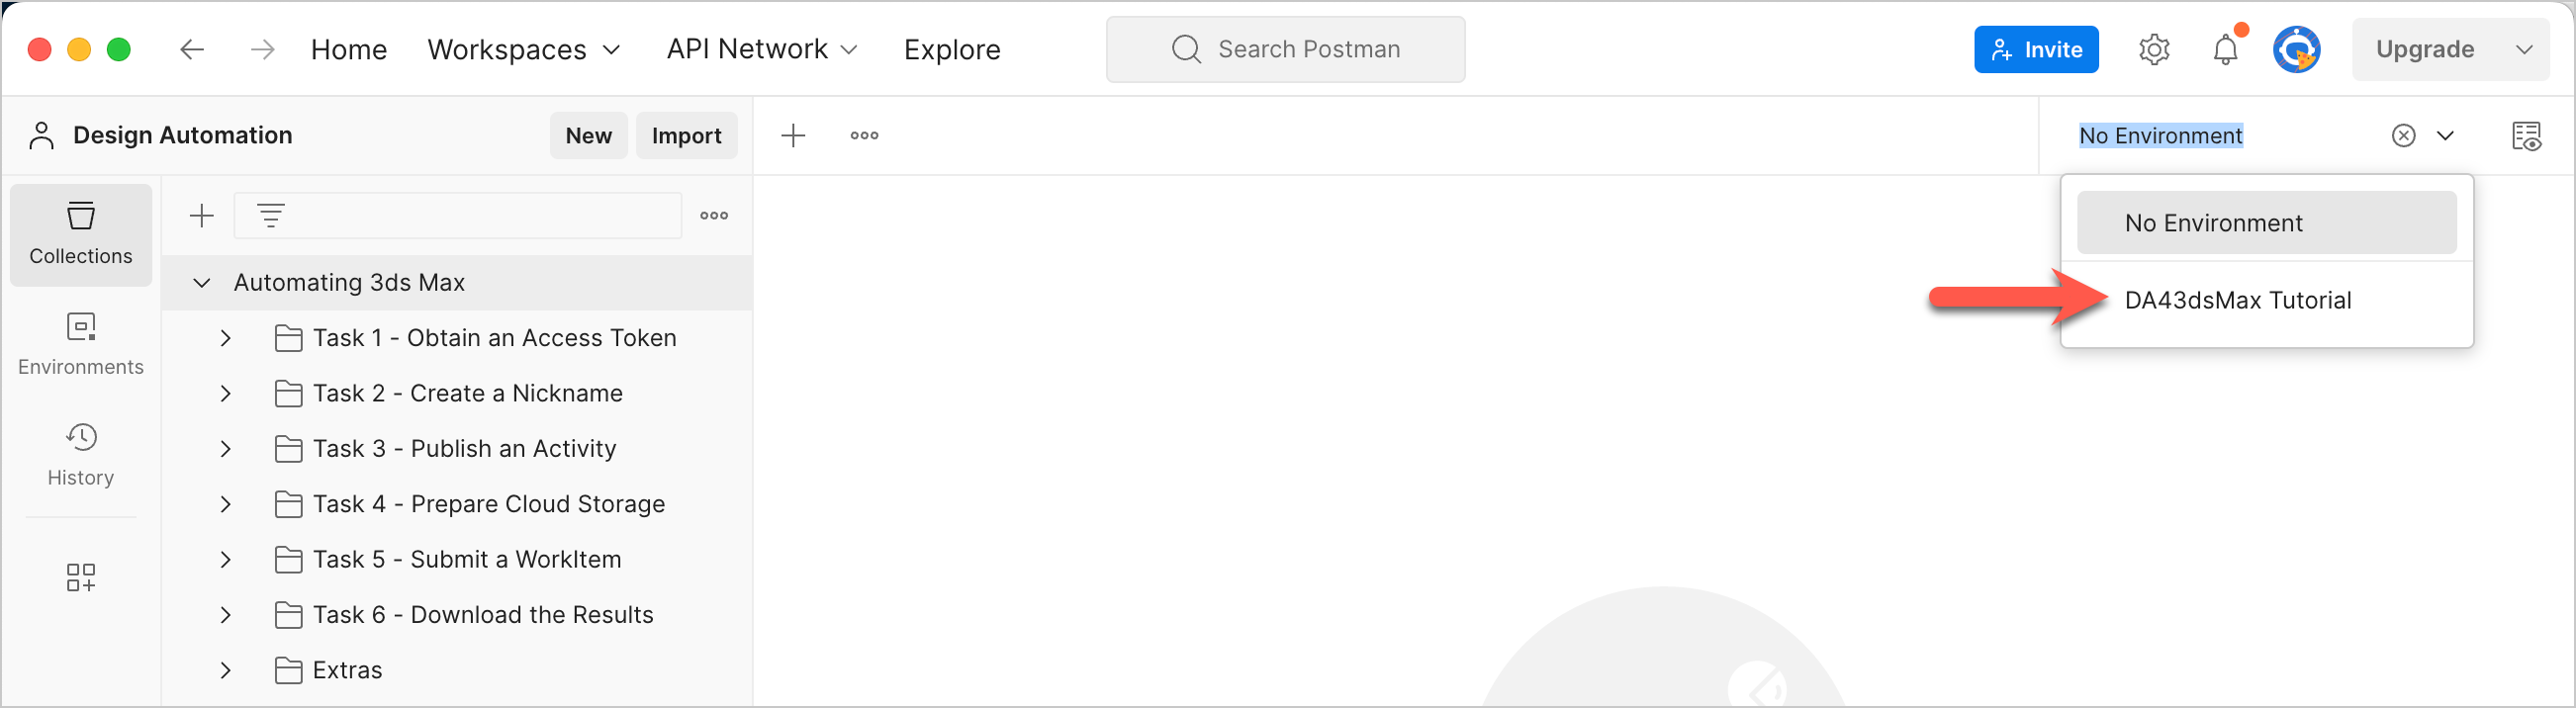 Home Workspaces API Network Explore Search Postman Invite Upgrade
Design Automation New Import No Environment
Collections
Environments
History
Automating 3ds Max
Task 1 - Obtain an Access Token
Task 2 - Create a Nickname
Task 3 - Publish an Activity
Task 4 - Prepare Cloud Storage
Task 5 - Submit a WorkItem
Task 6 - Download the Results
Extras
No Environment
DA43dsMax Tutorial